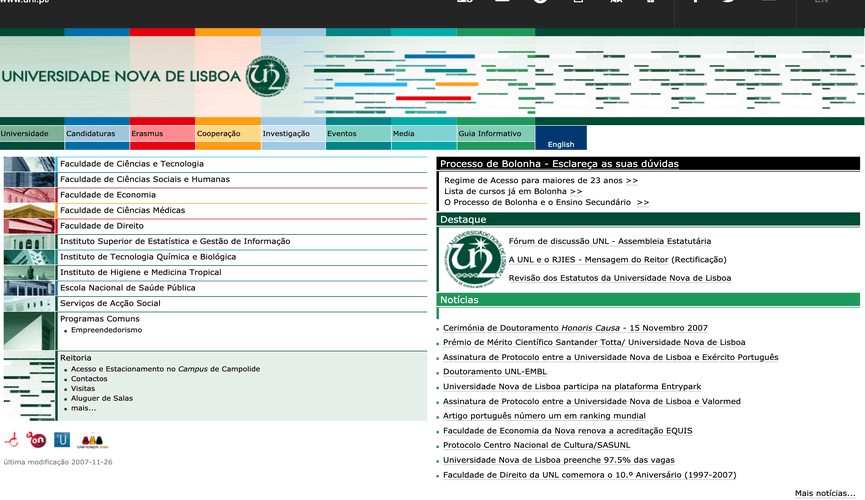 www.unl.pt
EN
UNIVERSIDADE NOVA DE LISBOA
Universidade
Candidaturas
Erasmus
Cooperação
Investigação
Eventos
Media
Guia Informativo
English
Faculdade de Ciências e Tecnologia
Faculdade de Ciências Sociais e Humanas
Faculdade de Economia
Faculdade de Ciências Médicas
Faculdade de Direito
Instituto Superior de Estatística e Gestão de Informação
Instituto de Tecnologia Química e Biológica
Instituto de Higiene e Medicina Tropical
Escola Nacional de Saúde Pública
Serviços de Acção Social
Programas Comuns
Empreendedorismo
Reitoria
Acesso e Estacionamento no Campus de Campolide
Contactos
Visitas
Aluguer de Salas
mais...
última modificação 2007-11-26
Processo de Bolonha - Esclareça as suas dúvidas
Regime de Acesso para maiores de 23 anos >>
Lista de cursos já em Bolonha >>
O Processo de Bolonha e o Ensino Secundário >>
Destaque
Fórum de discussão UNL - Assembleia Estatutária
A UNL e o RJIES - Mensagem do Reitor (Rectificação)
Revisão dos Estatutos da Universidade Nova de Lisboa
Notícias
Cerimónia de Doutoramento Honoris Causa - 15 Novembro 2007
Prémio de Mérito Científico Santander Totta/ Universidade Nova de Lisboa
Assinatura de Protocolo entre a Universidade Nova de Lisboa e Exército Português
Doutoramento UNL-EMBL
Universidade Nova de Lisboa participa na plataforma Entrypark
Assinatura de Protocolo entre a Universidade Nova de Lisboa e Valormed
Artigo português número um em ranking mundial
Faculdade de Economia da Nova renova a acreditação EQUIS
Protocolo Centro Nacional de Cultura/SASUNL
Universidade Nova de Lisboa preenche 97.5% das vagas
Faculdade de Direito da UNL comemora o 10.º Aniversário (1997-2007)
Mais notícias...